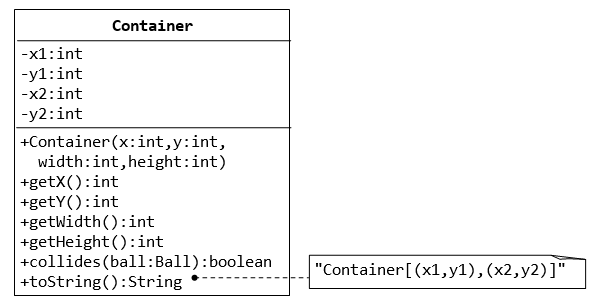 Container
-x1:int
-y1:int
-x2:int
-y2:int
+Container(x:int,y:int,
width:int,height:int)
+getX():int
+getY():int
+getWidth():int
+getHeight():int
+collides(ball:Ball):boolean
+toString():String
"Container[(x1,y1),(x2,y2)]"